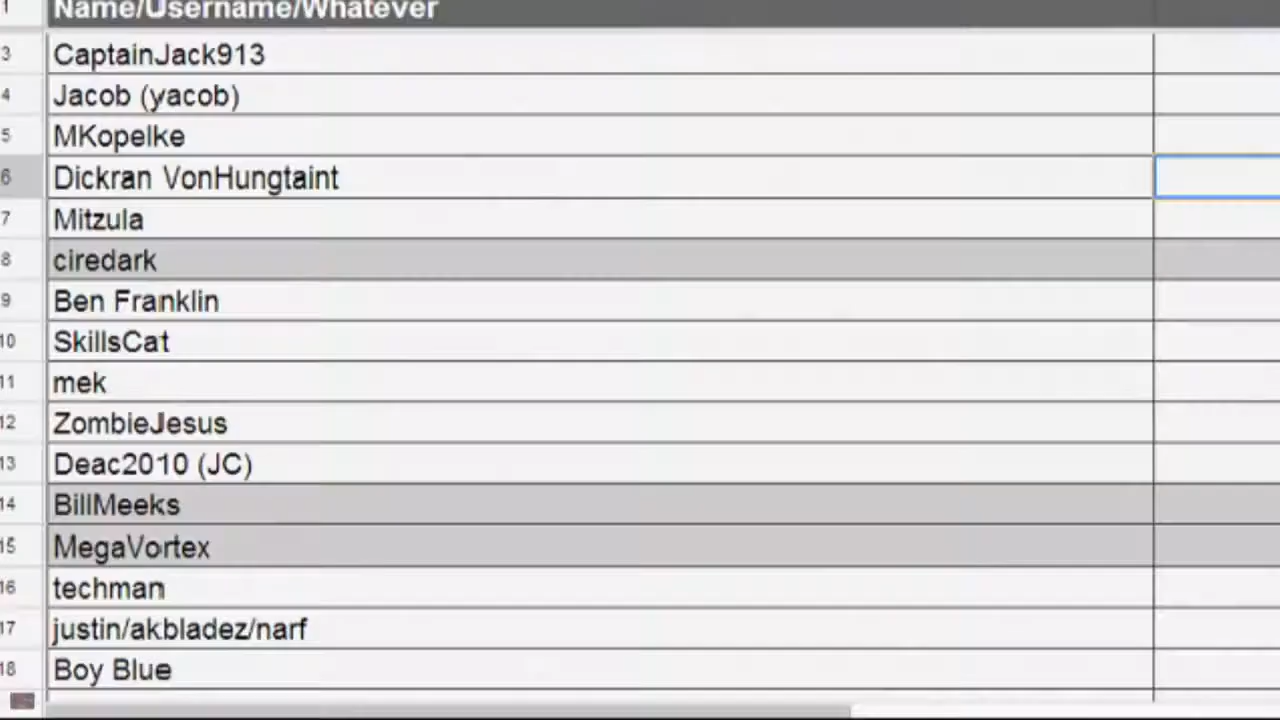 1 Name/Username/Whatever
3 CaptainJack913
4 Jacob (yacob)
5 MKopelke
6 Dickran VonHungtaint
7 Mitzula
8 ciredark
9 Ben Franklin
10 SkillsCat
11 mek
12 ZombieJesus
13 Deac2010 (JC)
14 BillMeeks
15 MegaVortex
16 techman
17 justin/akbladez/narf
18 Boy Blue